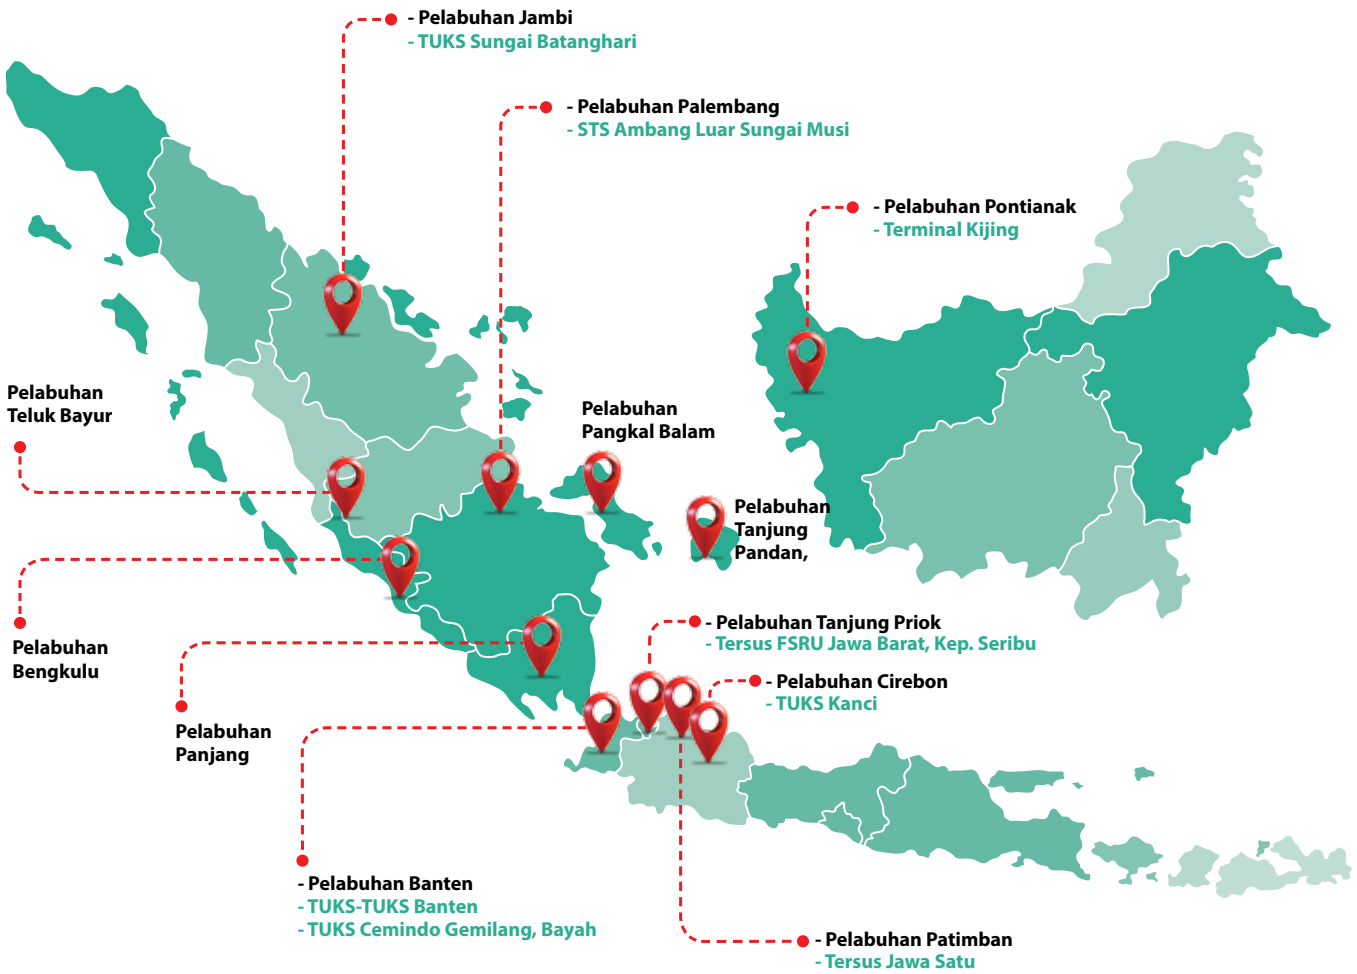 - Pelabuhan Jambi
- TUKS Sungai Batanghari
- Pelabuhan Palembang
- STS Ambang Luar Sungai Musi
- Pelabuhan Pontianak
- Terminal Kijing
Pelabuhan
Teluk Bayur
Pelabuhan
Pangkal Balam
Pelabuhan
Tanjung
Pandan,
Pelabuhan
Bengkulu
- Pelabuhan Tanjung Priok
- Tersus FSRU Jawa Barat, Kep. Seribu
- Pelabuhan Cirebon
- TUKS Kanci
Pelabuhan
Panjang
- Pelabuhan Banten
- TUKS-TUKS Banten
- TUKS Cemindo Gemilang, Bayah
- Pelabuhan Patimban
- Tersus Jawa Satu